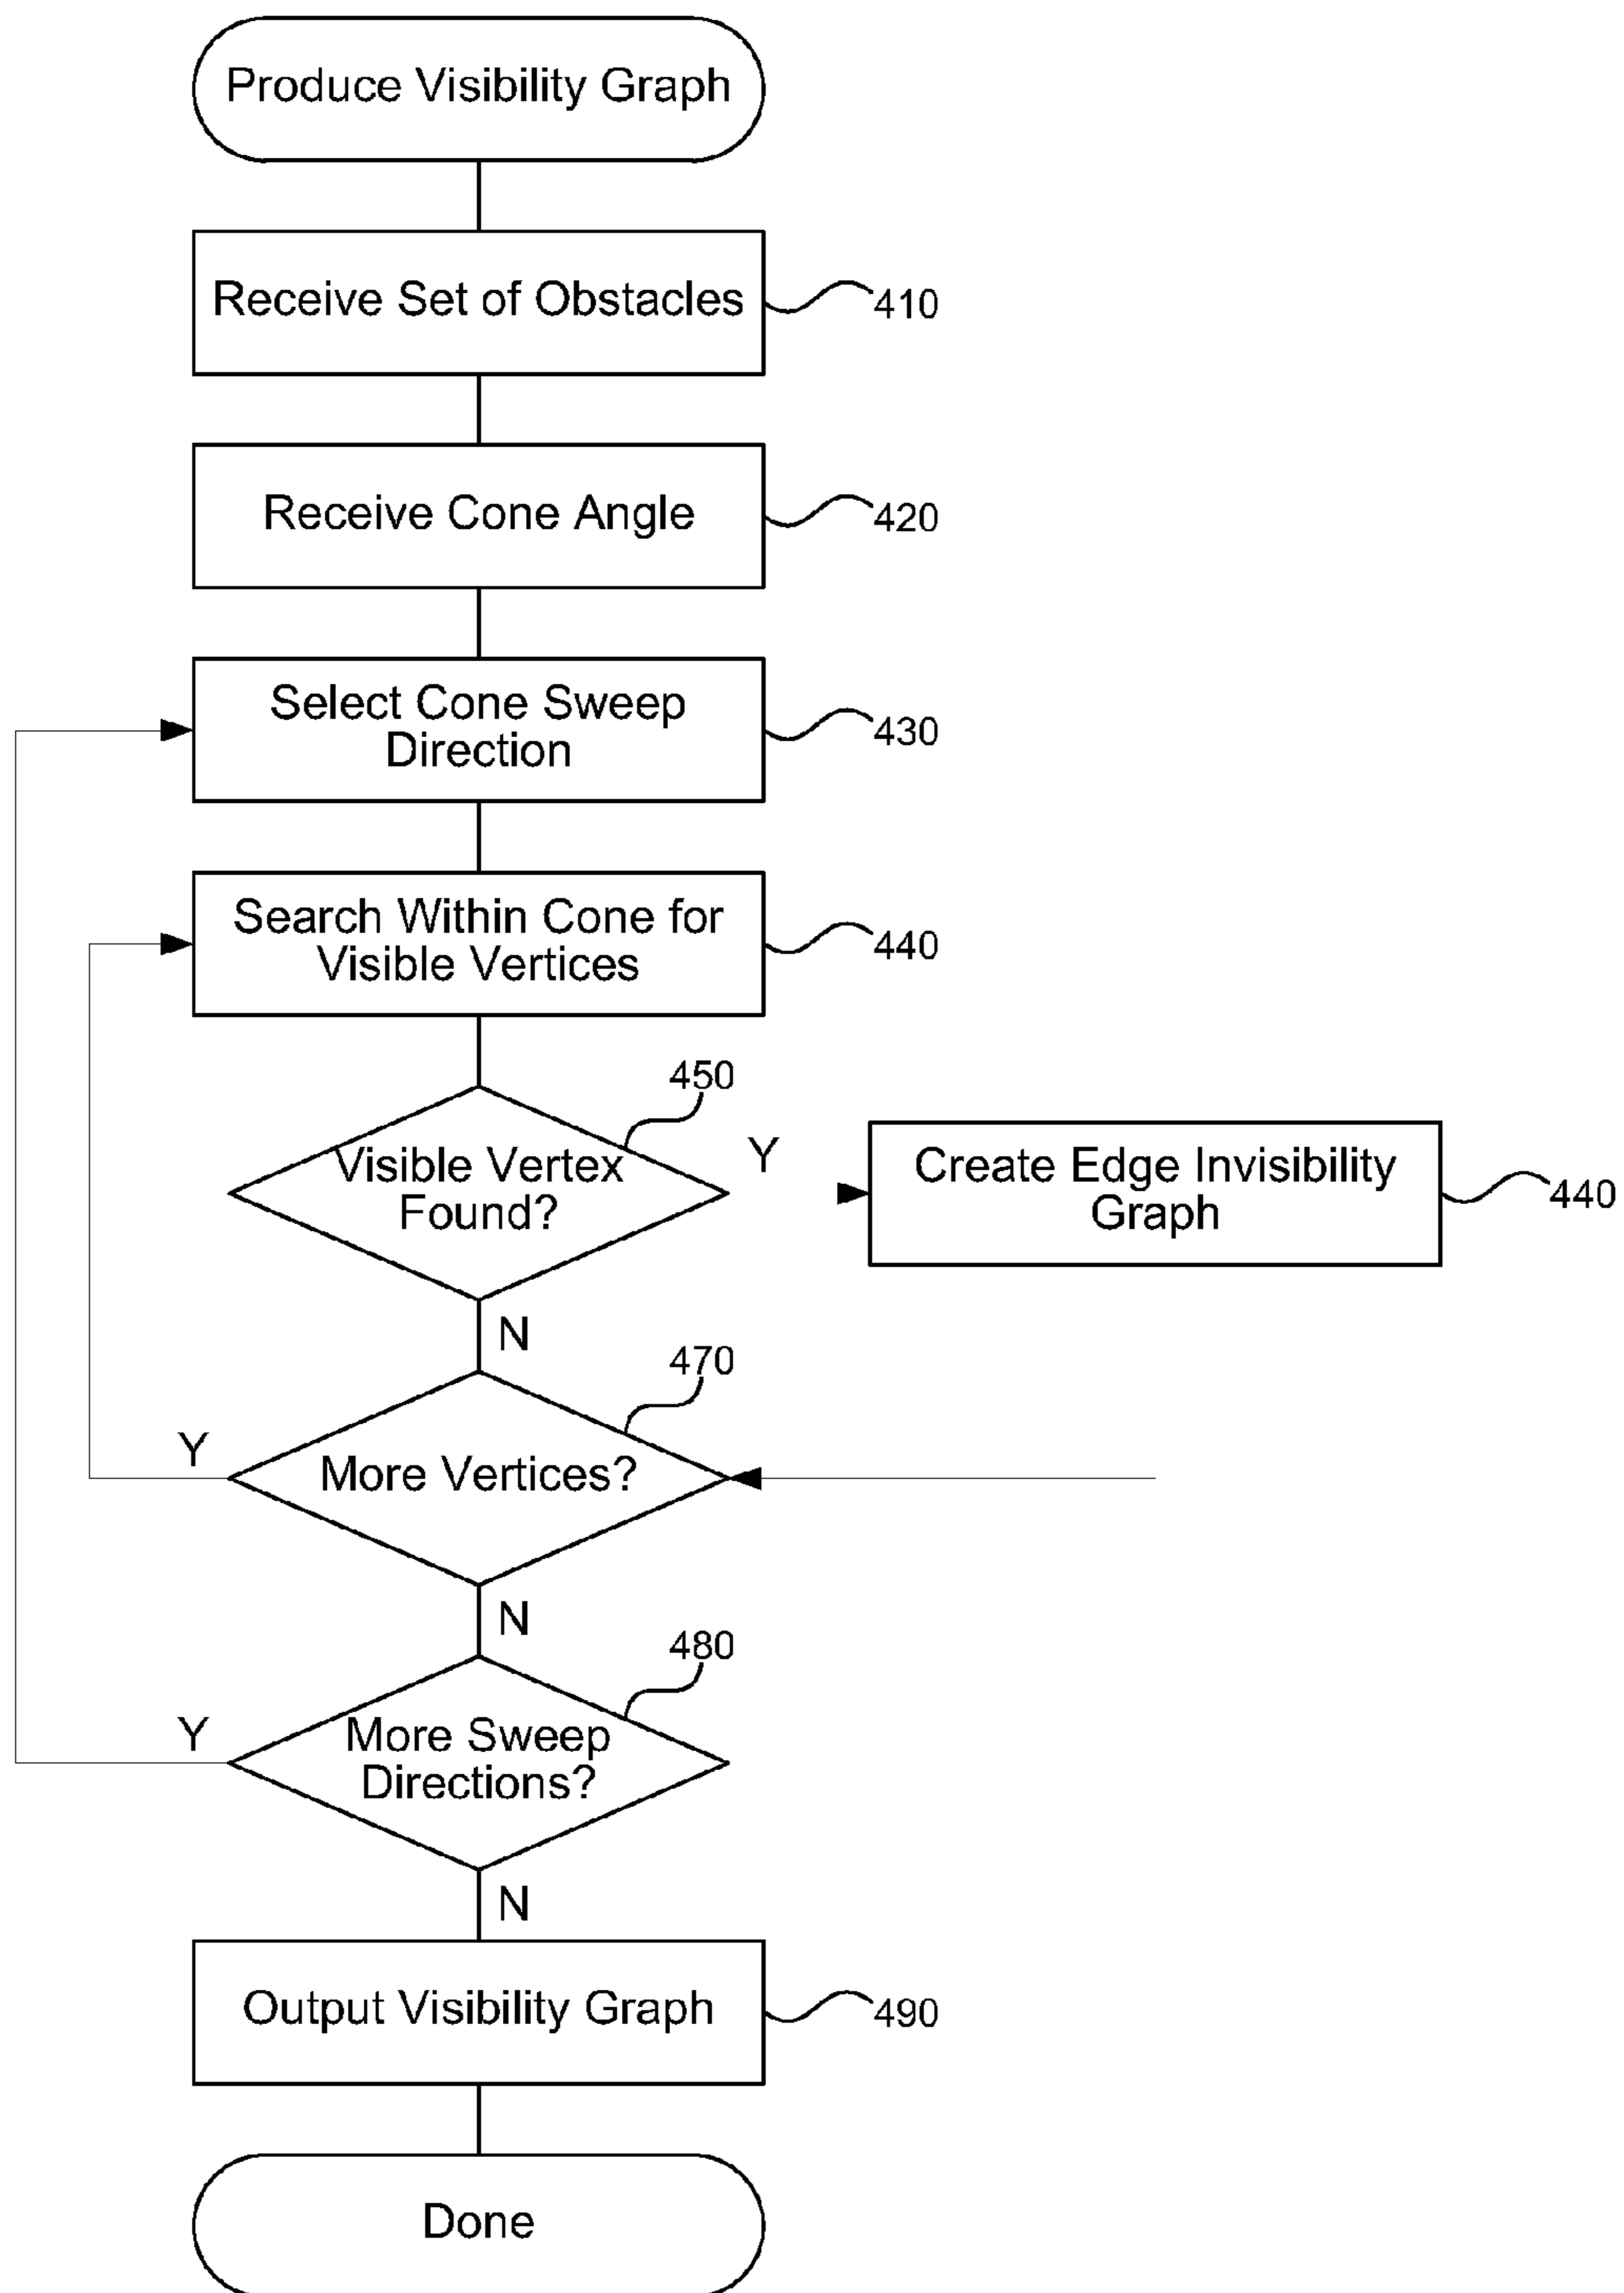 Produce Visibility Graph
Receive Set of Obstacles
410
Receive Cone Angle
420
Select Cone Sweep
Direction
430
Search Within Cone for
Visible Vertices
440
450
Visible Vertex
Found?
Y
Create Edge Invisibility
Graph
440
N
470
Y
More Vertices?
N
480
Y
More Sweep
Directions?
N
Output Visibility Graph
490
Done